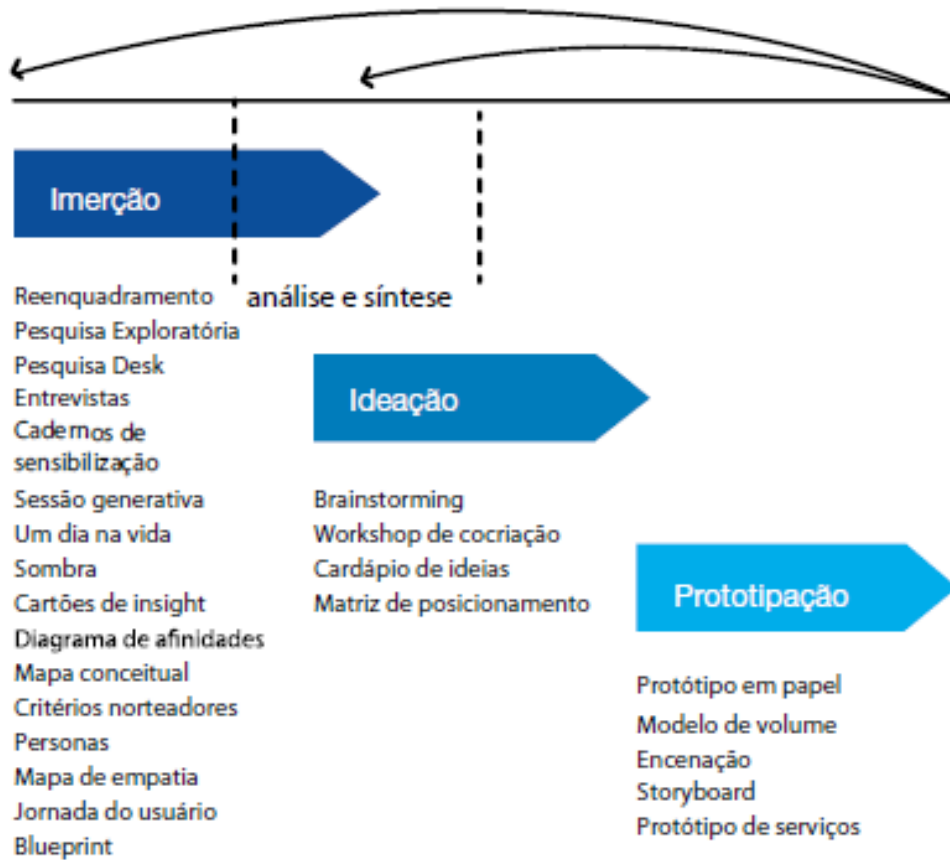 Imerção
Reenquadramento
análise e síntese
Pesquisa Exploratória
Pesquisa Desk
Entrevistas
Cadernos de
sensibilização
Sessão generativa
Um dia na vida
Sombra
Cartões de insight
Diagrama de afinidades
Mapa conceitual
Critérios norteadores
Personas
Mapa de empatia
Jornada do usuário
Blueprint
Ideação
Brainstorming
Workshop de cocriação
Cardápio de ideias
Matriz de posicionamento
Prototipação
Protótipo em papel
Modelo de volume
Encenação
Storyboard
Protótipo de serviços